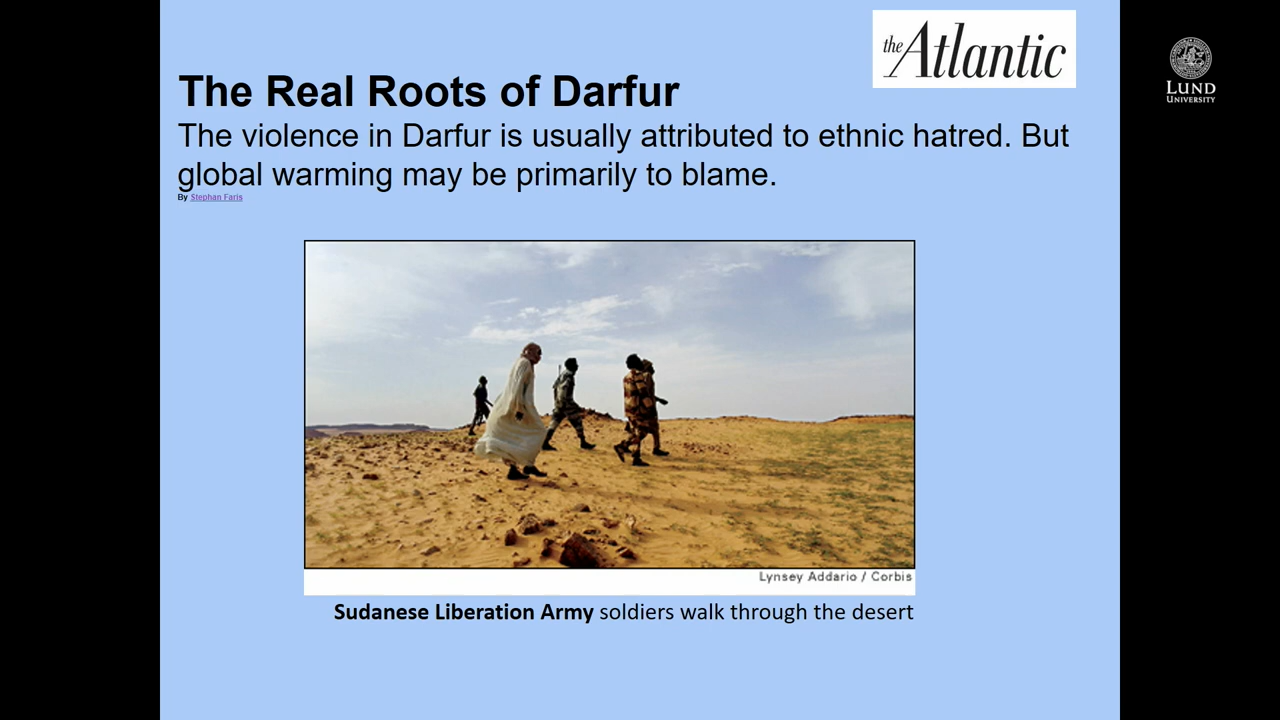 the Atlantic
LUND
UNIVERSITY
The Real Roots of Darfur
The violence in Darfur is usually attributed to ethnic hatred. But
global warming may be primarily to blame.
By Stephan Faris
Lynsey Addario / Corbis
Sudanese Liberation Army soldiers walk through the desert